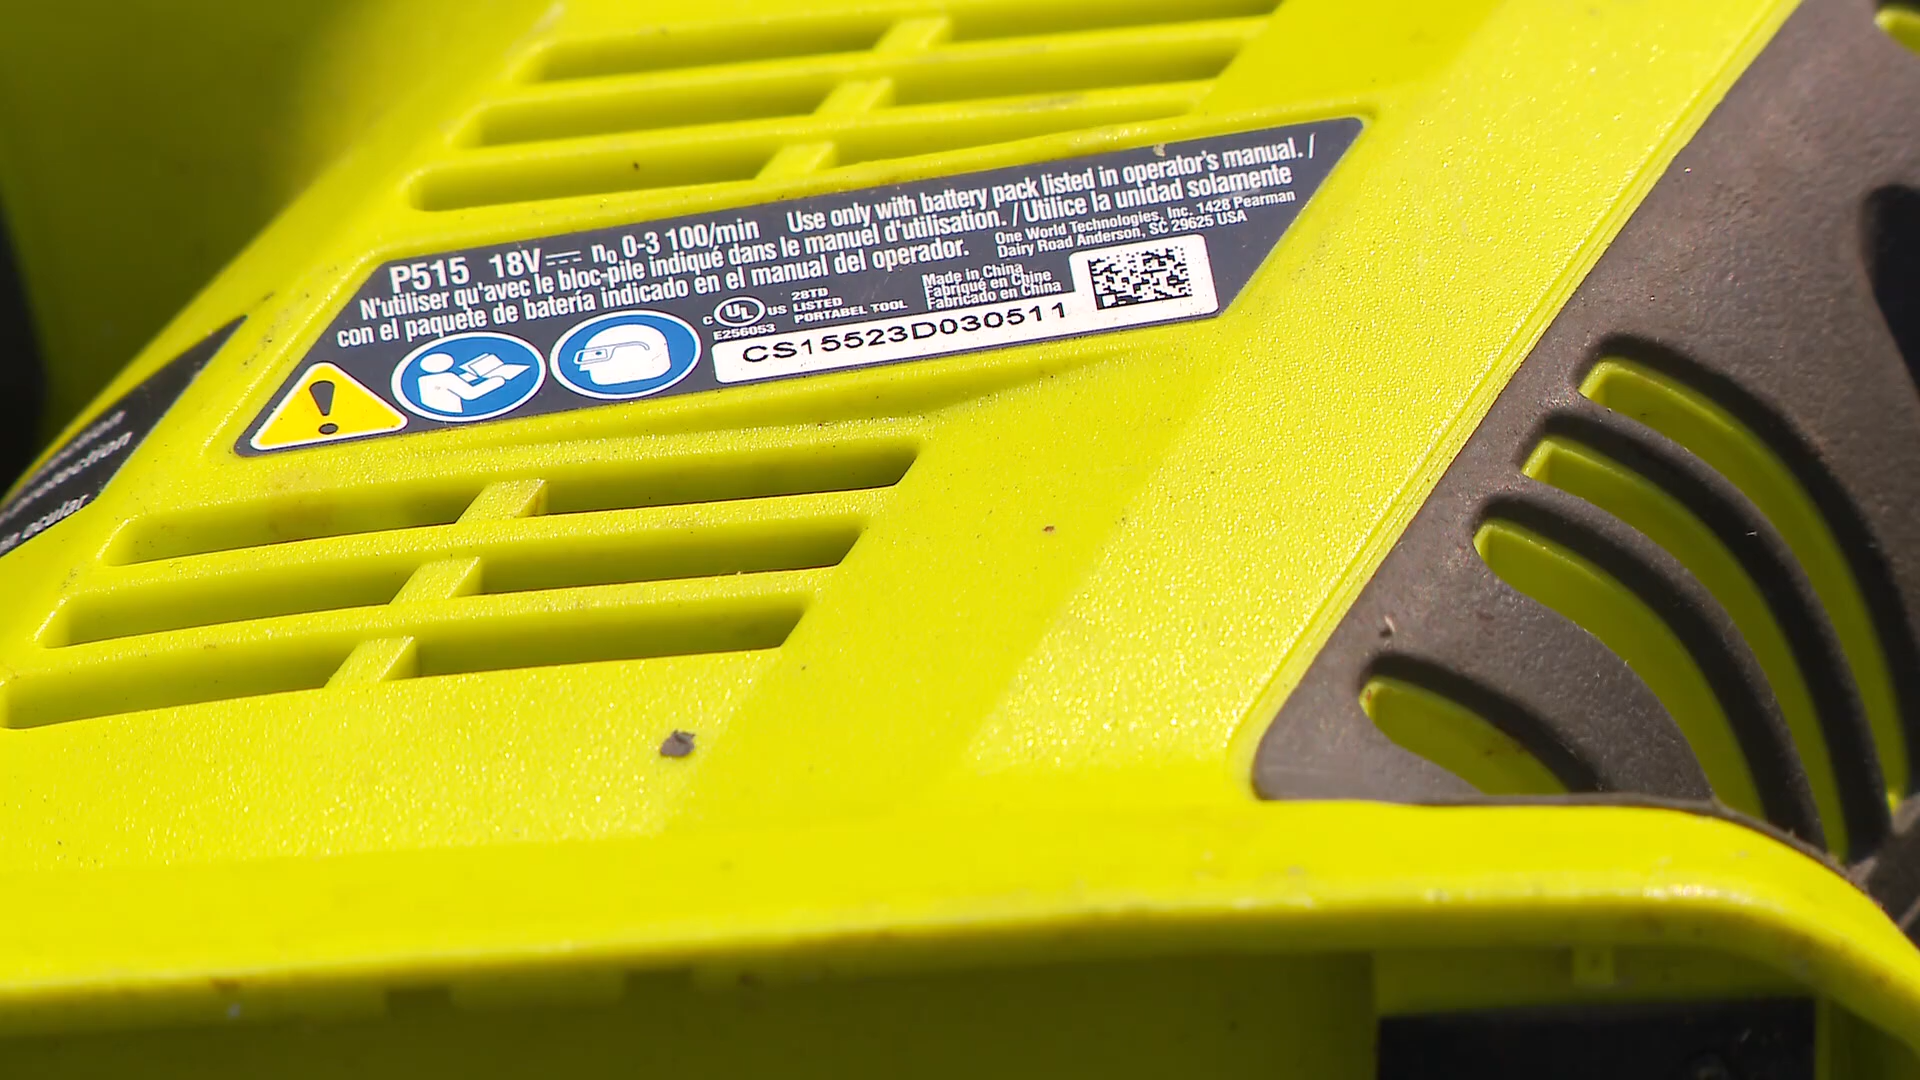 P515 18V n₀ 0-3 100/min Use only with battery pack listed in operator's manual. /
N'utiliser qu'avec le bloc-pile indiqué dans le manuel d'utilisation. / Utilice la unidad solamente
con el paquete de batería indicado en el manual del operador.
One World Technologies, Inc. 1428 Pearman
Dairy Road Anderson, SC 29625 USA
C UL US
E256053
28TD
LISTED
PORTABEL TOOL
Made in China
Fabriqué en Chine
Fabricado en China
CS15523D030511
ocular